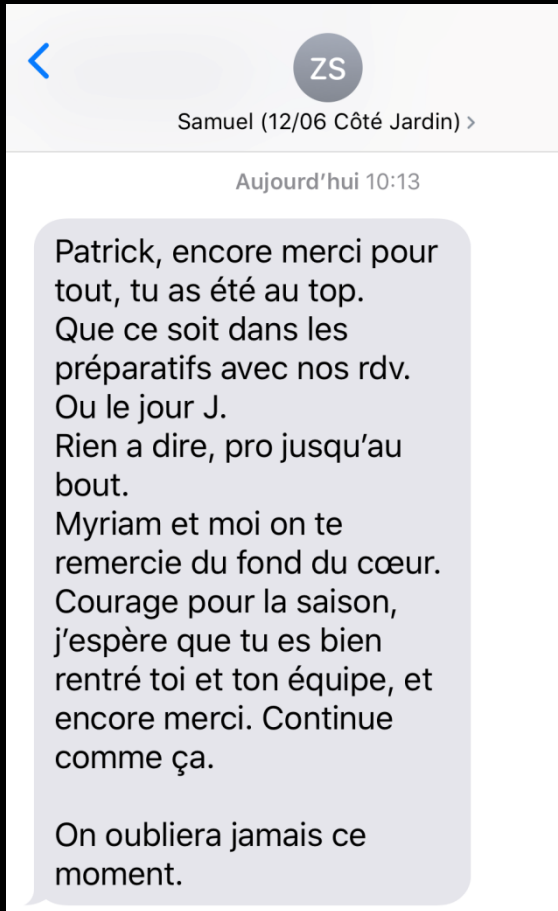 ZS
Samuel (12/06 Côté Jardin)
Aujourd'hui 10:13
Patrick, encore merci pour
tout, tu as été au top.
Que ce soit dans les
préparatifs avec nos rdv.
Ou le jour J.
Rien a dire, pro jusqu'au
bout.
Myriam et moi on te
remercie du fond du cœur.
Courage pour la saison,
j'espère que tu es bien
rentré toi et ton équipe, et
encore merci. Continue
comme ça.
On oubliera jamais ce
moment.